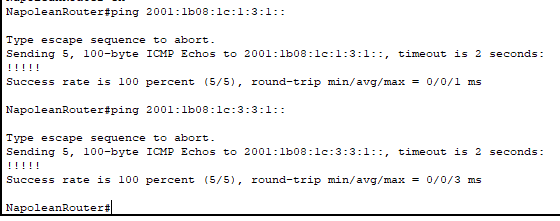 NapoleanRouter#ping 2001:1b08:1c:1:3:1::
Type escape sequence to abort.
Sending 5, 100-byte ICMP Echos to 2001:1b08:1c:1:3:1::, timeout is 2 seconds:
!!!!!
Success rate is 100 percent (5/5), round-trip min/avg/max = 0/0/1 ms
NapoleanRouter#ping 2001:1b08:1c:3:3:1::
Type escape sequence to abort.
Sending 5, 100-byte ICMP Echos to 2001:1b08:1c:3:3:1::, timeout is 2 seconds:
!!!!!
Success rate is 100 percent (5/5), round-trip min/avg/max = 0/0/3 ms
NapoleanRouter#